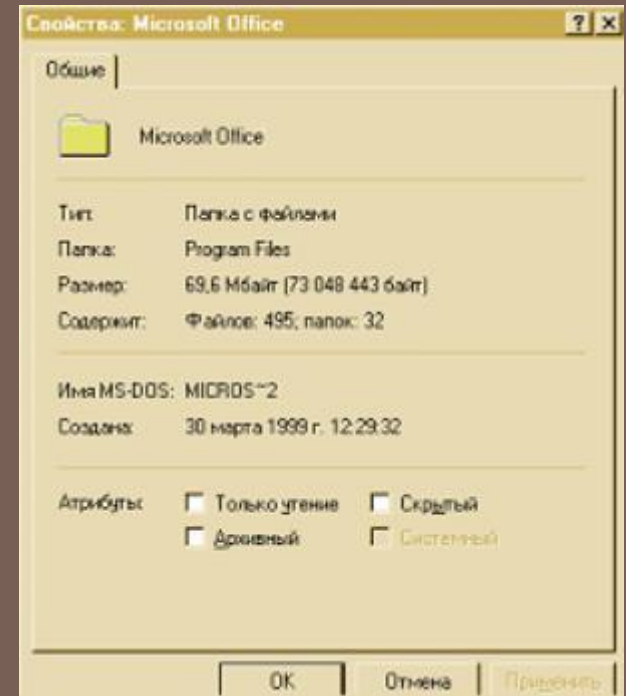 Свойства: Microsoft Office
Общие
Microsoft Office
Тип: Папка с файлами
Папка: Program Files
Размер: 69,6 Мбайт (73 048 443 байт)
Содержит: Файлов: 495; папок: 32
Имя MS-DOS: MICROS~2
Создана: 30 марта 1999 г. 12:29:32
Атрибуты: Только чтение Скрытый
Архивный Системный
OK Отмена Применить